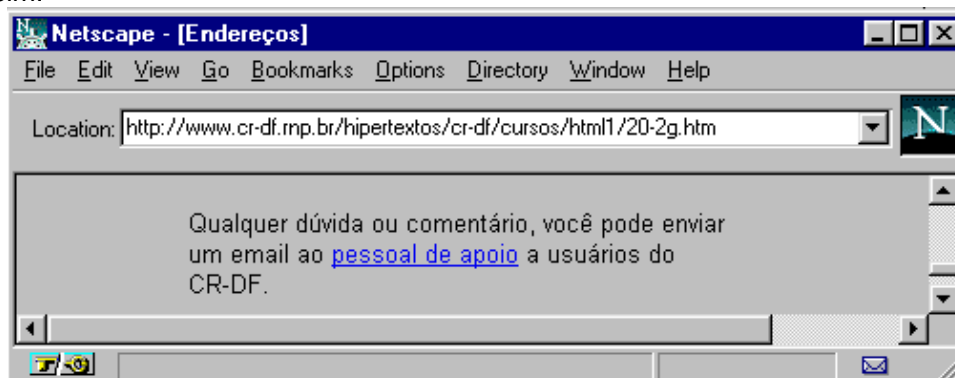 Netscape - [Endereços]
File Edit View Go Bookmarks Options Directory Window Help
Location: http://www.cr-df.rnp.br/hipertextos/cr-df/cursos/html1/20-2g.htm
N
Qualquer dúvida ou comentário, você pode enviar
um email ao pessoal de apoio a usuários do
CR-DF.